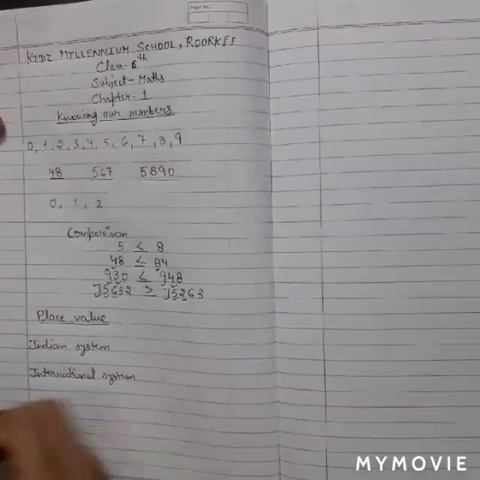 Page No.
KIDZ MILLENNIUM SCHOOL, ROORKEE
Class-6th
Subject-Maths
Chapter-1
Knowing our numbers
0, 1, 2, 3, 4, 5, 6, 7, 8, 9
48 567 5890
0, 1, 2
Comparison
5 < 8
48 < 84
930 < 948
75632 > 75263
Place value
Indian system
International system
MYMOVIE